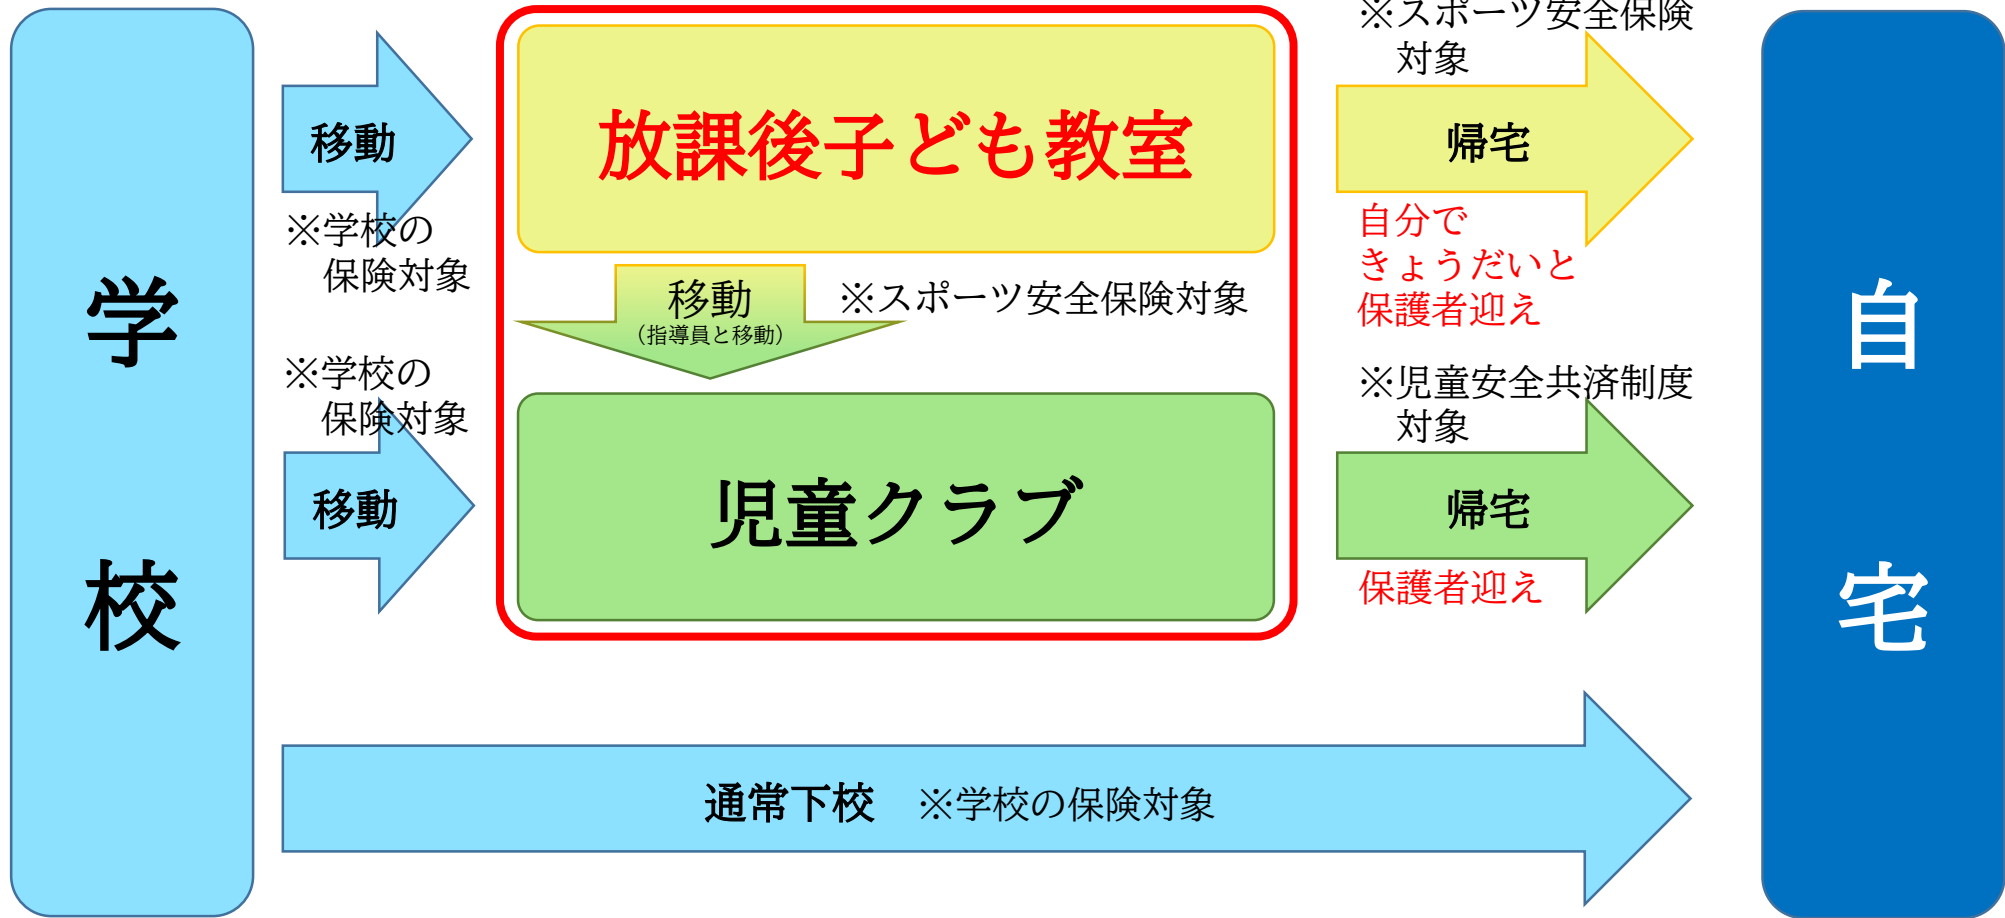 学
校
移動
※学校の
保険対象
※学校の
保険対象
移動
放課後子ども教室
移動
（指導員と移動）
※スポーツ安全保険対象
児童クラブ
※スポーツ安全保険
対象
帰宅
自分で
きょうだいと
保護者迎え
※児童安全共済制度
対象
帰宅
保護者迎え
通常下校　※学校の保険対象
自
宅